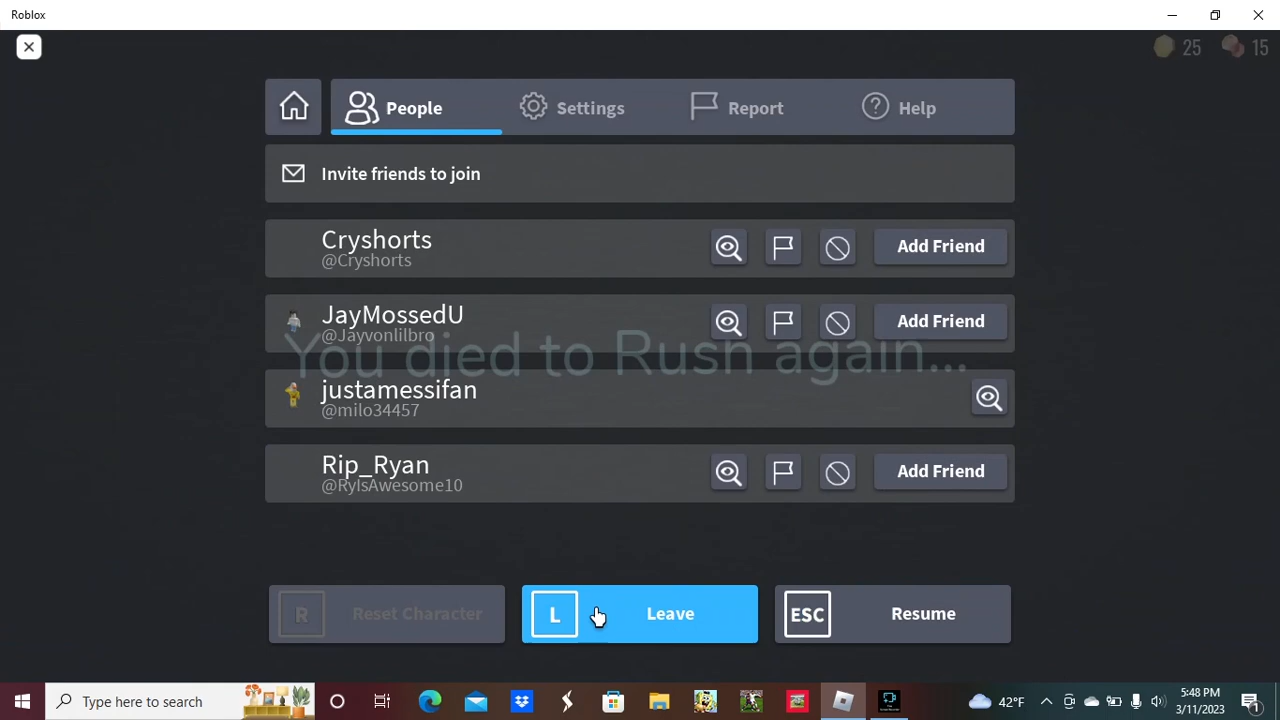 Roblox
25 15
People Settings Report Help
Invite friends to join
Cryshorts
@Cryshorts
Add Friend
JayMossedU
@Jayvonlilbro
Add Friend
You died to Rush again...
justamessifan
@milo34457
Rip_Ryan
@RyIsAwesome10
Add Friend
R Reset Character L Leave ESC Resume
Type here to search
42°F
5:48 PM
3/11/2023
1